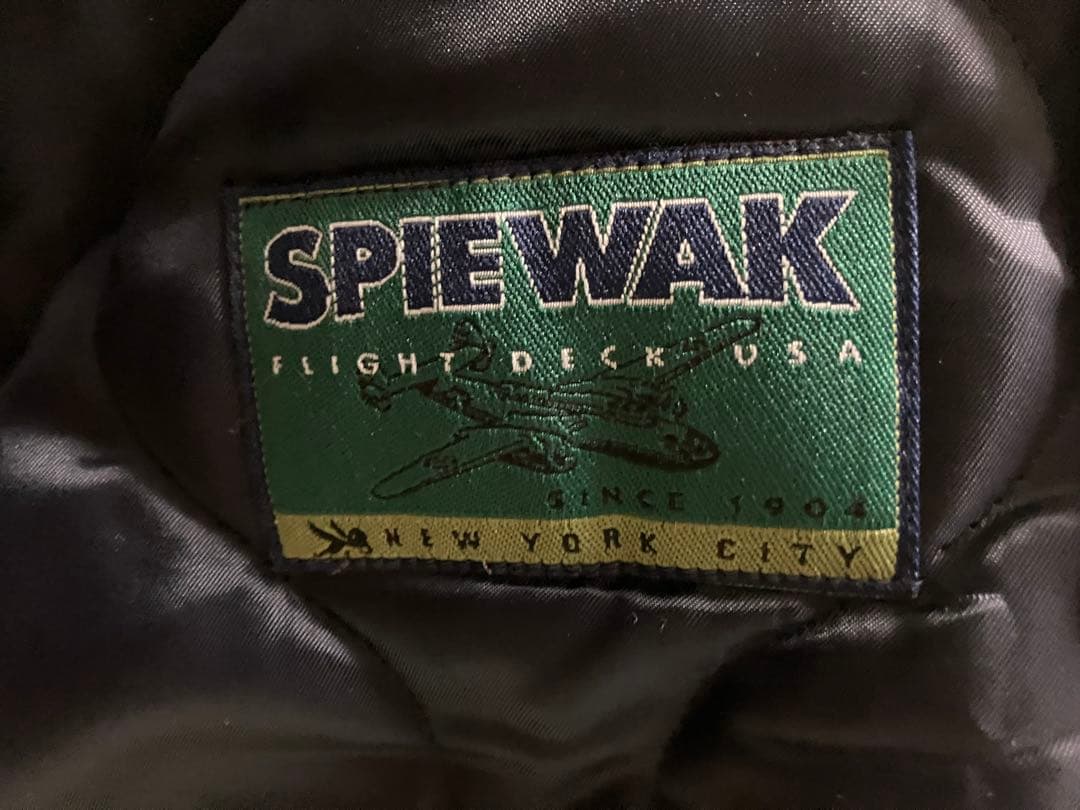 SPIEWAK
FLIGHT DECK USA
SINCE 1904
NEW YORK CITY